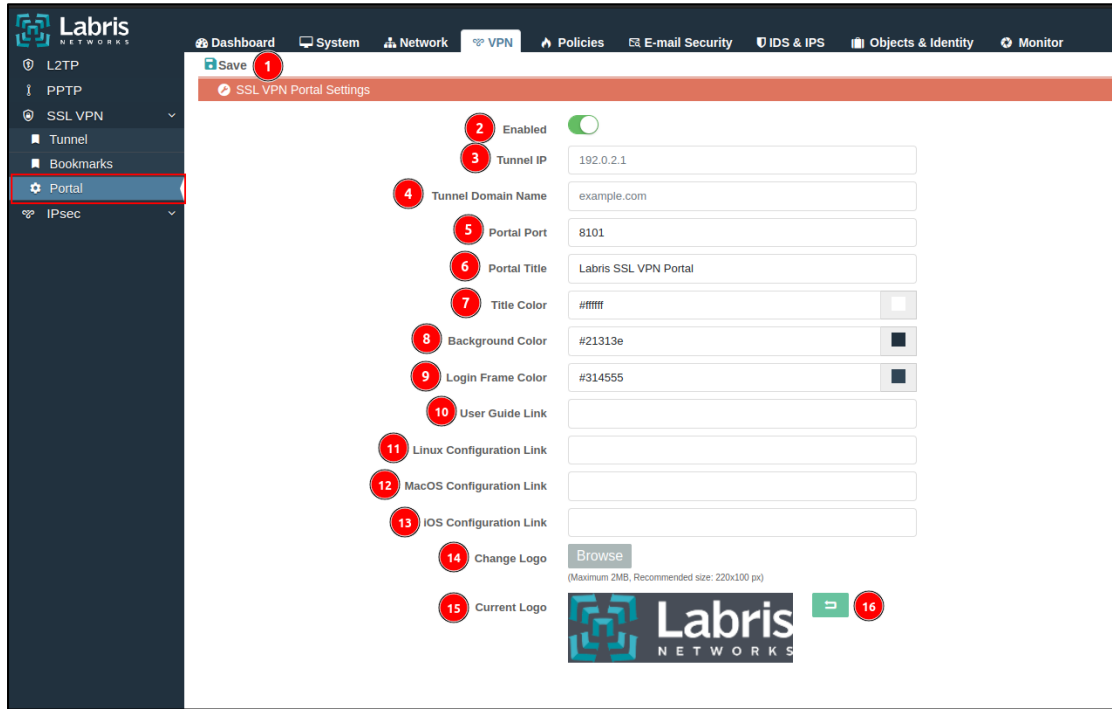 Labris
NETWORKS
Dashboard System Network VPN Policies E-mail Security IDS & IPS Objects & Identity Monitor
L2TP
PPTP
SSL VPN
Tunnel
Bookmarks
Portal
IPsec
Save 1
SSL VPN Portal Settings
2 Enabled
3 Tunnel IP 192.0.2.1
4 Tunnel Domain Name example.com
5 Portal Port 8101
6 Portal Title Labris SSL VPN Portal
7 Title Color #ffffff
8 Background Color #21313e
9 Login Frame Color #314555
10 User Guide Link
11 Linux Configuration Link
12 MacOS Configuration Link
13 iOS Configuration Link
14 Change Logo Browse
(Maximum 2MB, Recommended size: 220x100 px)
15 Current Logo 16
Labris
NETWORKS